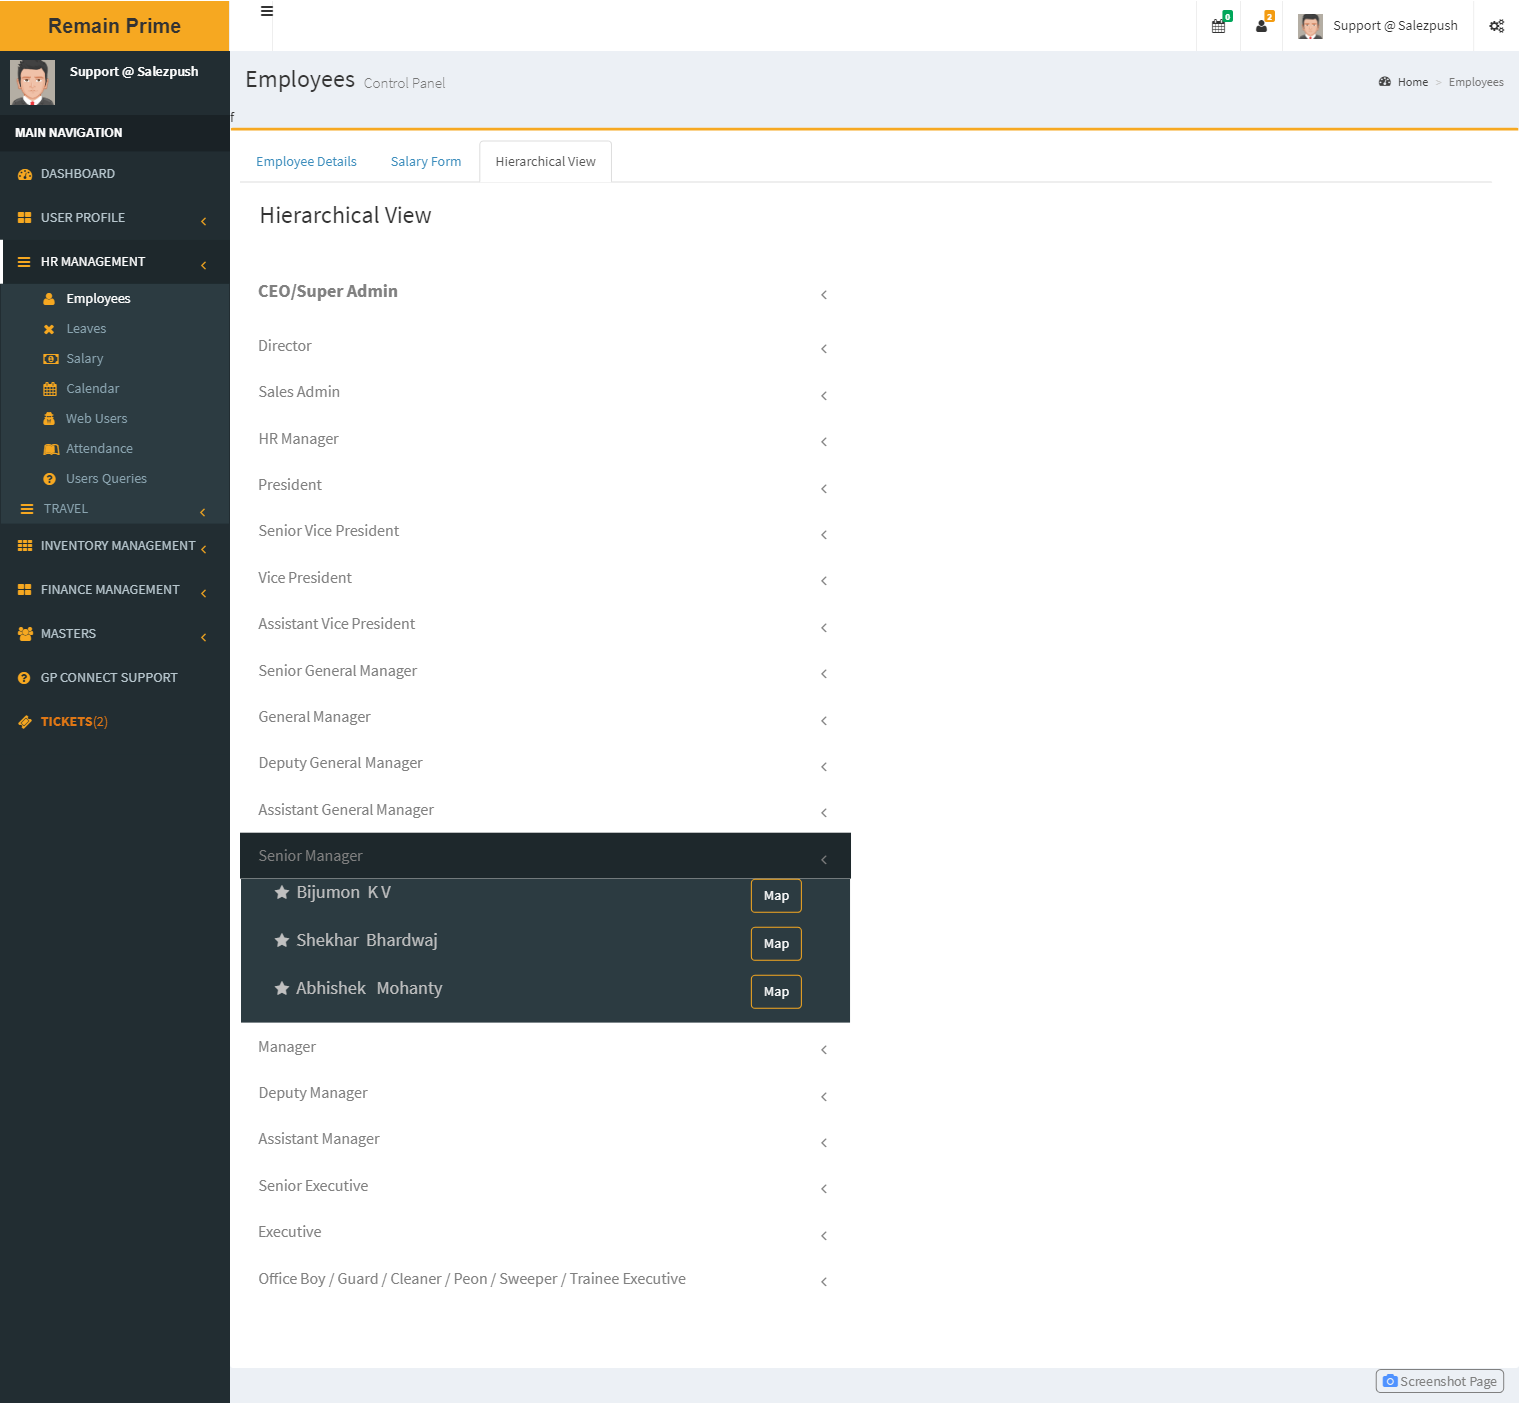 Remain Prime
0
2
Support @ Salezpush
Support @ Salezpush
Employees Control Panel
Home > Employees
f
MAIN NAVIGATION
DASHBOARD
USER PROFILE
HR MANAGEMENT
Employees
Leaves
Salary
Calendar
Web Users
Attendance
Users Queries
TRAVEL
INVENTORY MANAGEMENT
FINANCE MANAGEMENT
MASTERS
GP CONNECT SUPPORT
TICKETS(2)
Employee Details
Salary Form
Hierarchical View
Hierarchical View
CEO/Super Admin
Director
Sales Admin
HR Manager
President
Senior Vice President
Vice President
Assistant Vice President
Senior General Manager
General Manager
Deputy General Manager
Assistant General Manager
Senior Manager
Bijumon K V Map
Shekhar Bhardwaj Map
Abhishek Mohanty Map
Manager
Deputy Manager
Assistant Manager
Senior Executive
Executive
Office Boy / Guard / Cleaner / Peon / Sweeper / Trainee Executive
Screenshot Page